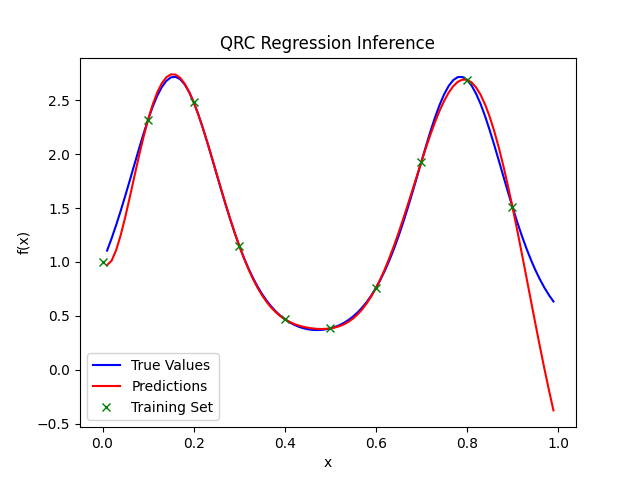 QRC Regression Inference
f(x)
2.5
2.0
1.5
1.0
0.5
0.0
−0.5
True Values
Predictions
Training Set
0.0 0.2 0.4 0.6 0.8 1.0
x